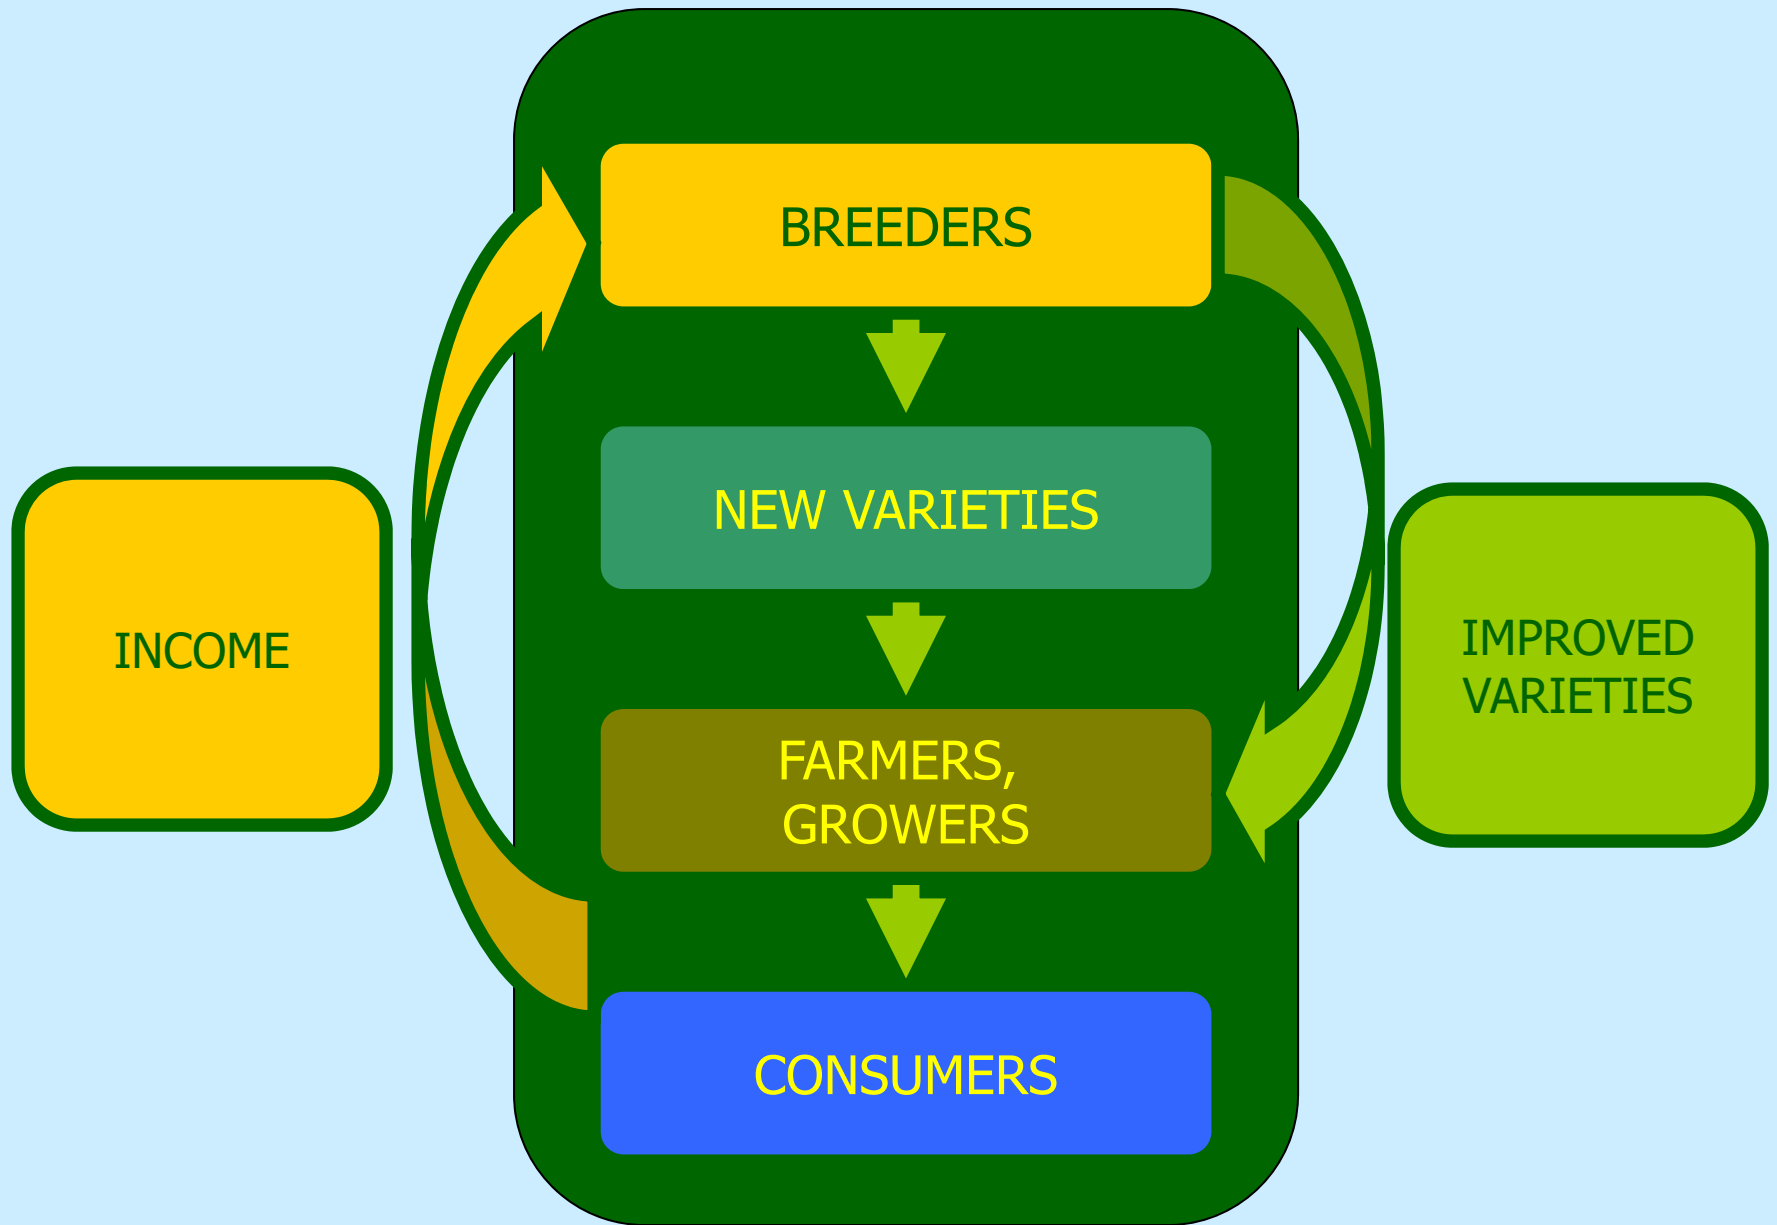 BREEDERS
NEW VARIETIES
INCOME
IMPROVED
VARIETIES
FARMERS,
GROWERS
CONSUMERS